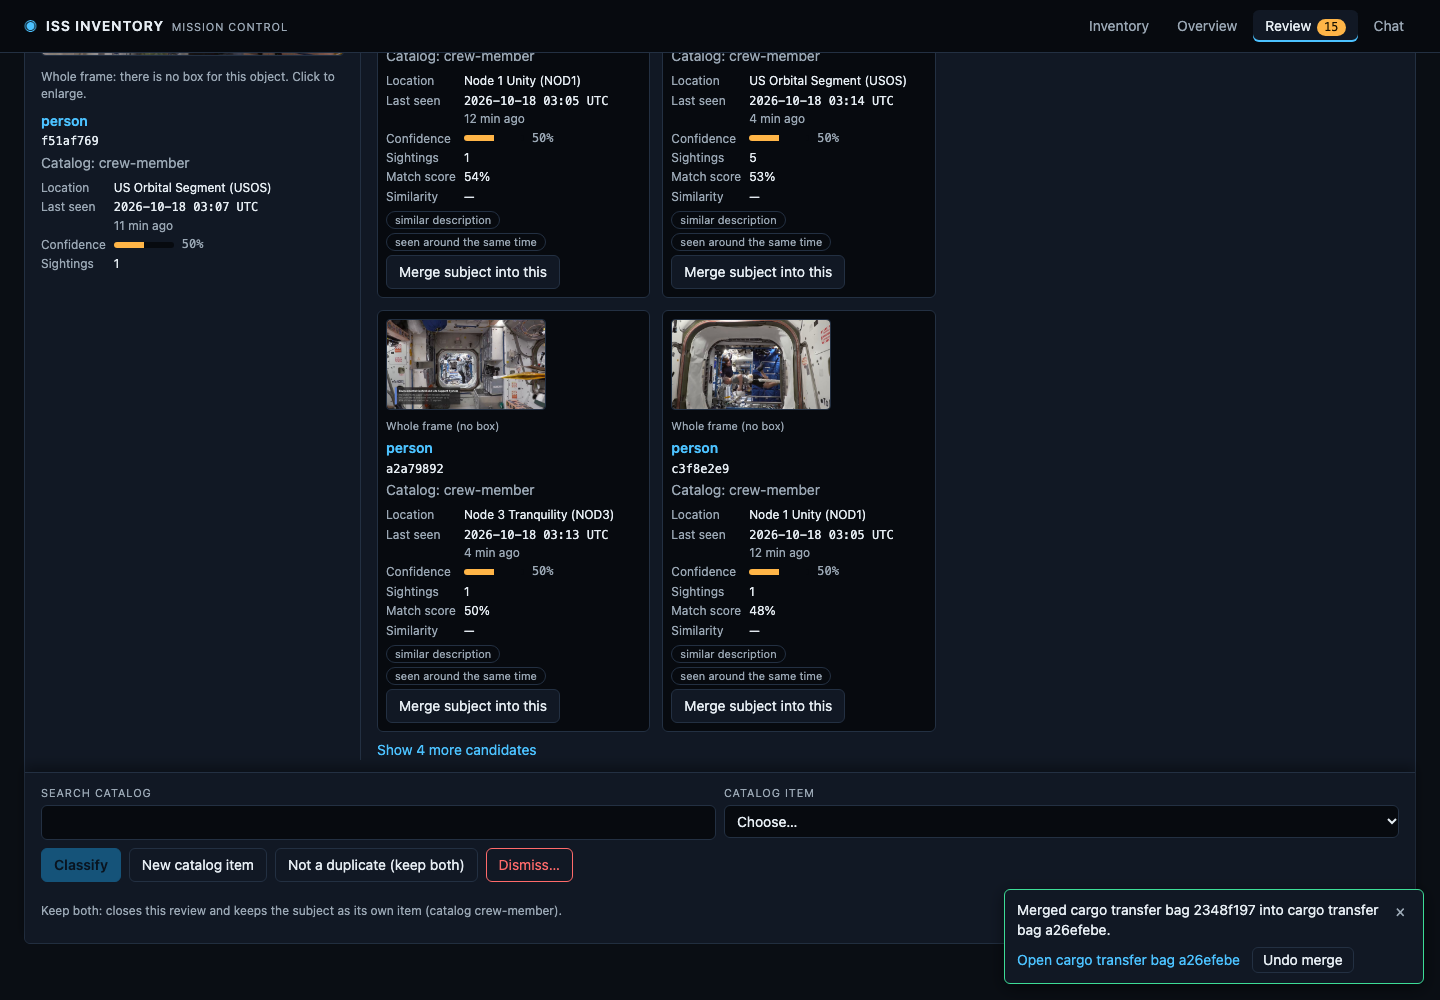 ISS INVENTORY MISSION CONTROL
Inventory
Overview
Review 15
Chat
Whole frame: there is no box for this object. Click to
enlarge.
person
f51af769
Catalog: crew-member
Location US Orbital Segment (USOS)
Last seen 2026-10-18 03:07 UTC
11 min ago
Confidence 50%
Sightings 1
Catalog: crew-member
Location Node 1 Unity (NOD1)
Last seen 2026-10-18 03:05 UTC
12 min ago
Confidence 50%
Sightings 1
Match score 54%
Similarity —
similar description
seen around the same time
Merge subject into this
Catalog: crew-member
Location US Orbital Segment (USOS)
Last seen 2026-10-18 03:14 UTC
4 min ago
Confidence 50%
Sightings 5
Match score 53%
Similarity —
similar description
seen around the same time
Merge subject into this
Whole frame (no box)
person
a2a79892
Catalog: crew-member
Location Node 3 Tranquility (NOD3)
Last seen 2026-10-18 03:13 UTC
4 min ago
Confidence 50%
Sightings 1
Match score 50%
Similarity —
similar description
seen around the same time
Merge subject into this
Whole frame (no box)
person
c3f8e2e9
Catalog: crew-member
Location Node 1 Unity (NOD1)
Last seen 2026-10-18 03:05 UTC
12 min ago
Confidence 50%
Sightings 1
Match score 48%
Similarity —
similar description
seen around the same time
Merge subject into this
Show 4 more candidates
SEARCH CATALOG
CATALOG ITEM
Choose...
Classify
New catalog item
Not a duplicate (keep both)
Dismiss...
Keep both: closes this review and keeps the subject as its own item (catalog crew-member).
Merged cargo transfer bag 2348f197 into cargo transfer
bag a26efebe.
×
Open cargo transfer bag a26efebe
Undo merge